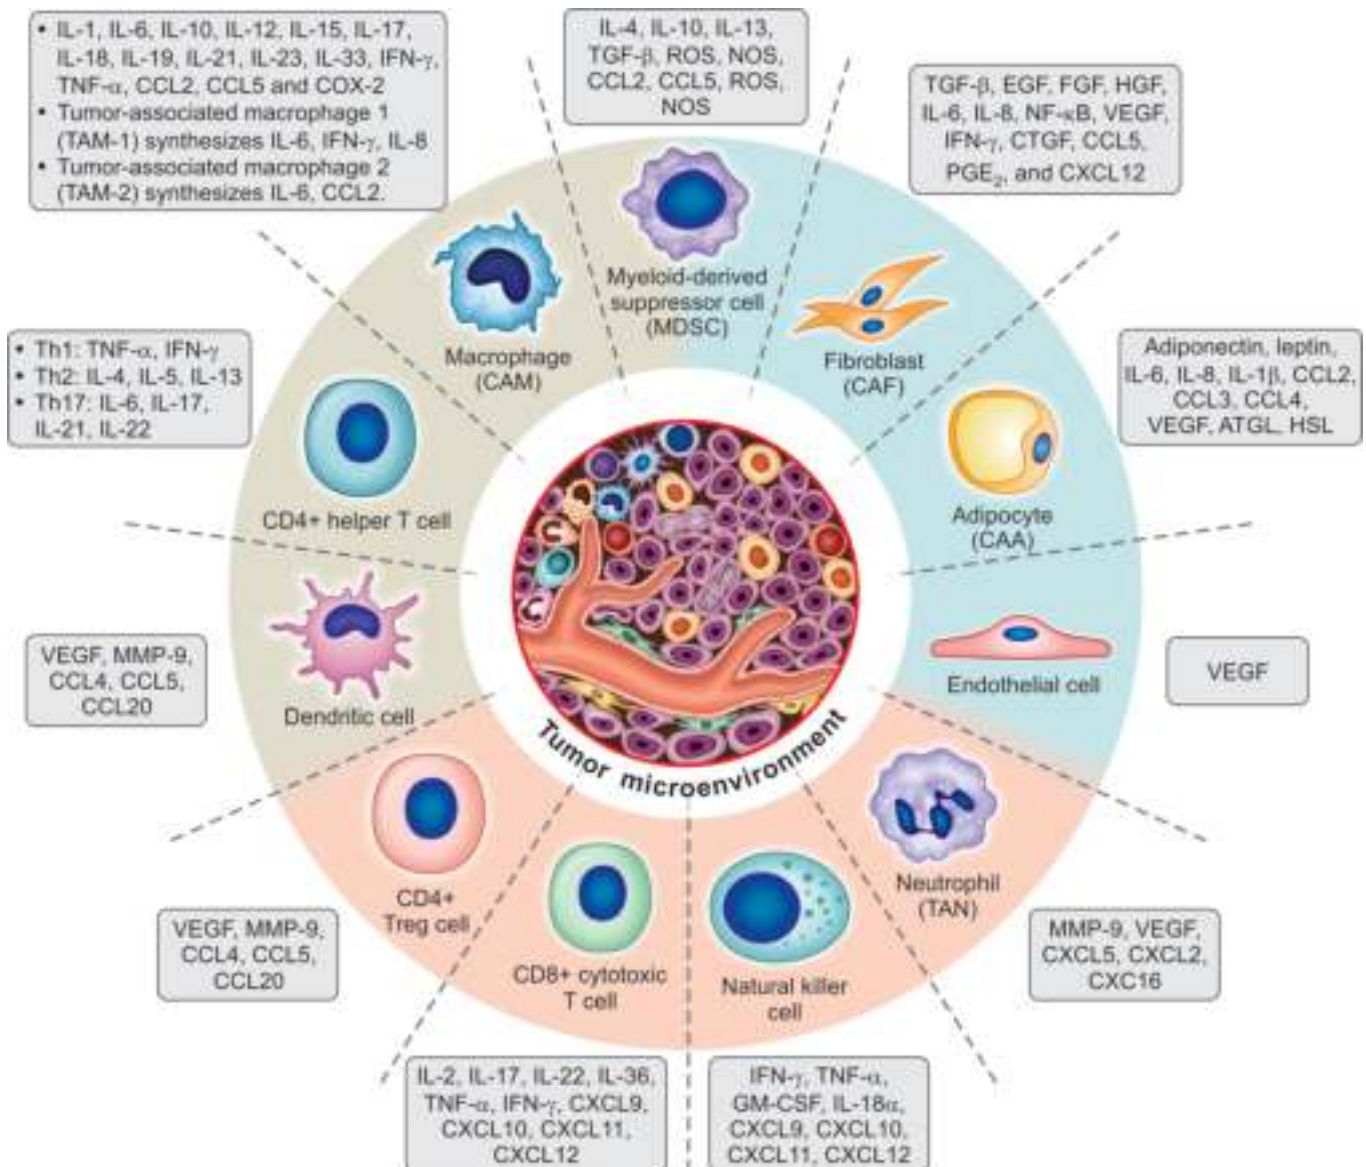 • IL-1, IL-6, IL-10, IL-12, IL-15, IL-17,
IL-18, IL-19, IL-21, IL-23, IL-33, IFN-γ,
TNF-α, CCL2, CCL5 and COX-2
• Tumor-associated macrophage 1
(TAM-1) synthesizes IL-6, IFN-γ, IL-8
• Tumor-associated macrophage 2
(TAM-2) synthesizes IL-6, CCL2.
IL-4, IL-10, IL-13,
TGF-β, ROS, NOS,
CCL2, CCL5, ROS,
NOS
TGF-β, EGF, FGF, HGF,
IL-6, IL-8, NF-κB, VEGF,
IFN-γ, CTGF, CCL5,
PGE₂, and CXCL12
Macrophage
(CAM)
Myeloid-derived
suppressor cell
(MDSC)
Fibroblast
(CAF)
• Th1: TNF-α, IFN-γ
• Th2: IL-4, IL-5, IL-13
• Th17: IL-6, IL-17,
IL-21, IL-22
CD4+ helper T cell
Adipocyte
(CAA)
Adiponectin, leptin,
IL-6, IL-8, IL-1β, CCL2,
CCL3, CCL4,
VEGF, ATGL, HSL
VEGF, MMP-9,
CCL4, CCL5,
CCL20
Dendritic cell
Endothelial cell
VEGF
Tumor microenvironment
VEGF, MMP-9,
CCL4, CCL5,
CCL20
CD4+
Treg cell
CD8+ cytotoxic
T cell
Natural killer
cell
Neutrophil
(TAN)
MMP-9, VEGF,
CXCL5, CXCL2,
CXC16
IL-2, IL-17, IL-22, IL-36,
TNF-α, IFN-γ, CXCL9,
CXCL10, CXCL11,
CXCL12
IFN-γ, TNF-α,
GM-CSF, IL-18α,
CXCL9, CXCL10,
CXCL11, CXCL12